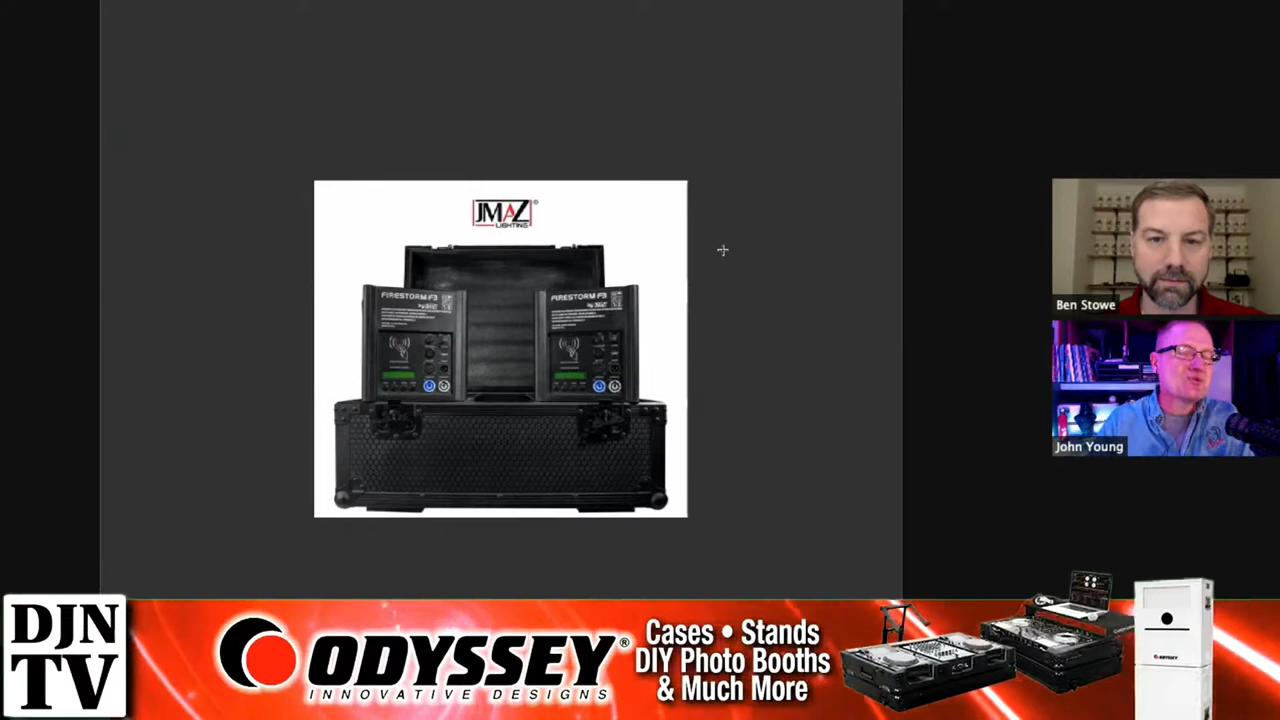 JMAZ®
LIGHTING
FIRESTORM F3
FIRESTORM F3
Ben Stowe
John Young
DJN
TV
ODYSSEY®
INNOVATIVE DESIGNS
Cases • Stands
DIY Photo Booths
& Much More
ODYSSEY